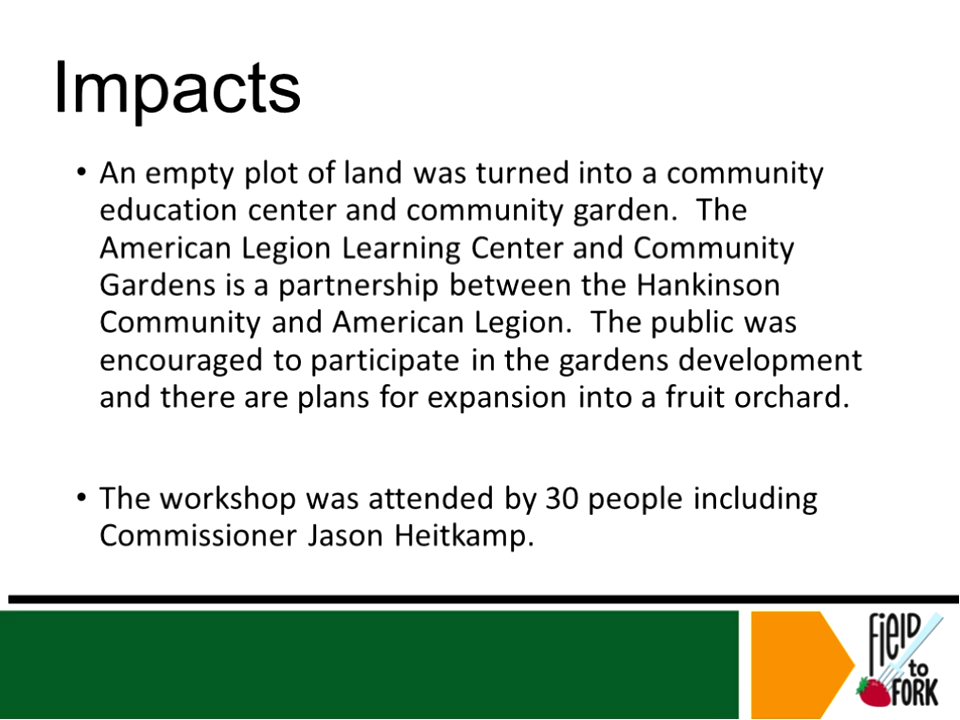 Impacts
• An empty plot of land was turned into a community
education center and community garden.  The
American Legion Learning Center and Community
Gardens is a partnership between the Hankinson
Community and American Legion.  The public was
encouraged to participate in the gardens development
and there are plans for expansion into a fruit orchard.
• The workshop was attended by 30 people including
Commissioner Jason Heitkamp.
FiELD
to
FORK